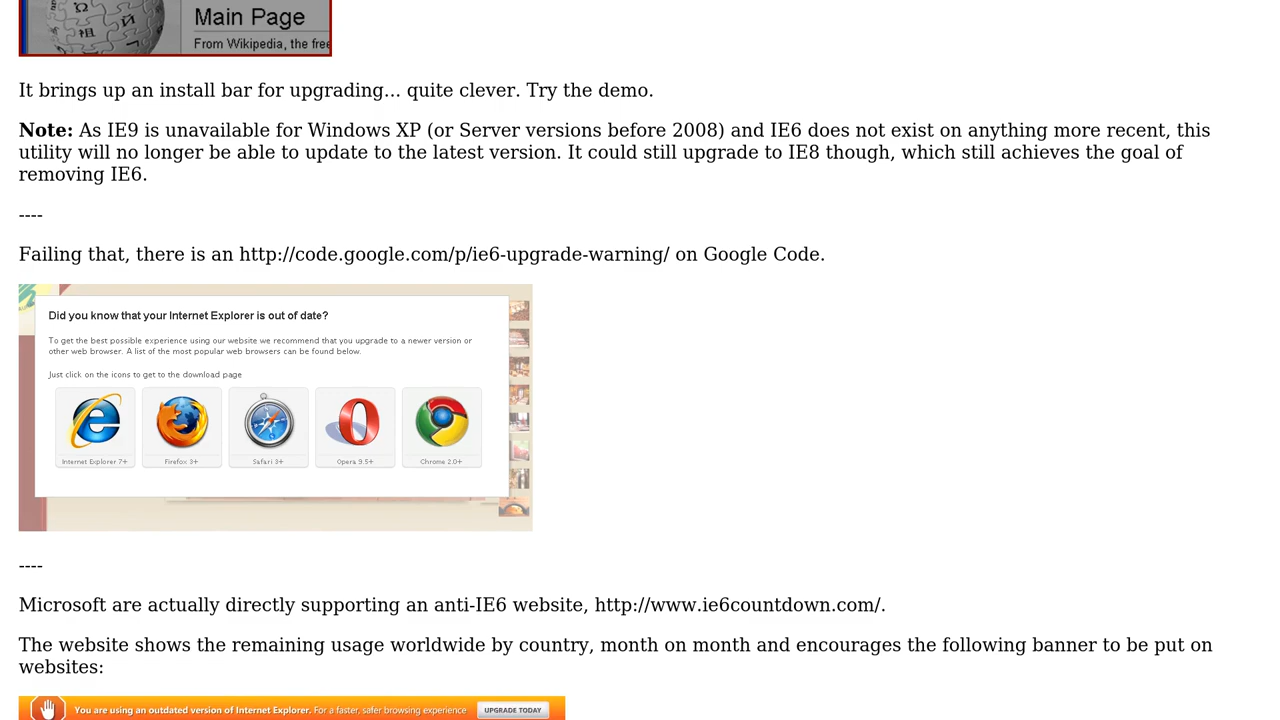 Main Page
From Wikipedia, the free
It brings up an install bar for upgrading... quite clever. Try the demo.
Note: As IE9 is unavailable for Windows XP (or Server versions before 2008) and IE6 does not exist on anything more recent, this
utility will no longer be able to update to the latest version. It could still upgrade to IE8 though, which still achieves the goal of
removing IE6.
----
Failing that, there is an http://code.google.com/p/ie6-upgrade-warning/ on Google Code.
Did you know that your Internet Explorer is out of date?
To get the best possible experience using our website we recommend that you upgrade to a newer version or
other web browser. A list of the most popular web browsers can be found below.
Just click on the icons to get to the download page
Internet Explorer 7+ Firefox 3+ Safari 3+ Opera 9.5+ Chrome 2.0+
----
Microsoft are actually directly supporting an anti-IE6 website, http://www.ie6countdown.com/.
The website shows the remaining usage worldwide by country, month on month and encourages the following banner to be put on
websites:
You are using an outdated version of Internet Explorer. For a faster, safer browsing experience UPGRADE TODAY